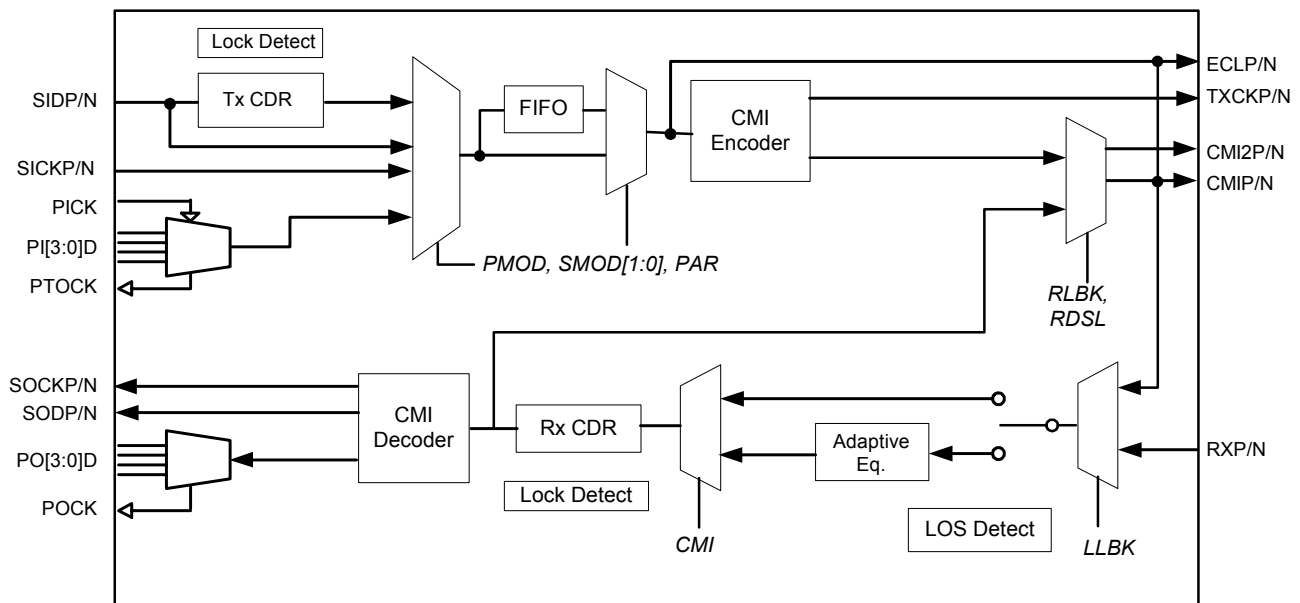 Lock Detect
SIDP/N
Tx CDR
FIFO
CMI
Encoder
ECLP/N
TXCKP/N
CMI2P/N
CMIP/N
SICKP/N
PICK
PI[3:0]D
PTOCK
PMOD, SMOD[1:0], PAR
RLBK,
RDSL
SOCKP/N
SODP/N
PO[3:0]D
POCK
CMI
Decoder
Rx CDR
Lock Detect
Adaptive
Eq.
RXP/N
CMI
LOS Detect
LLBK